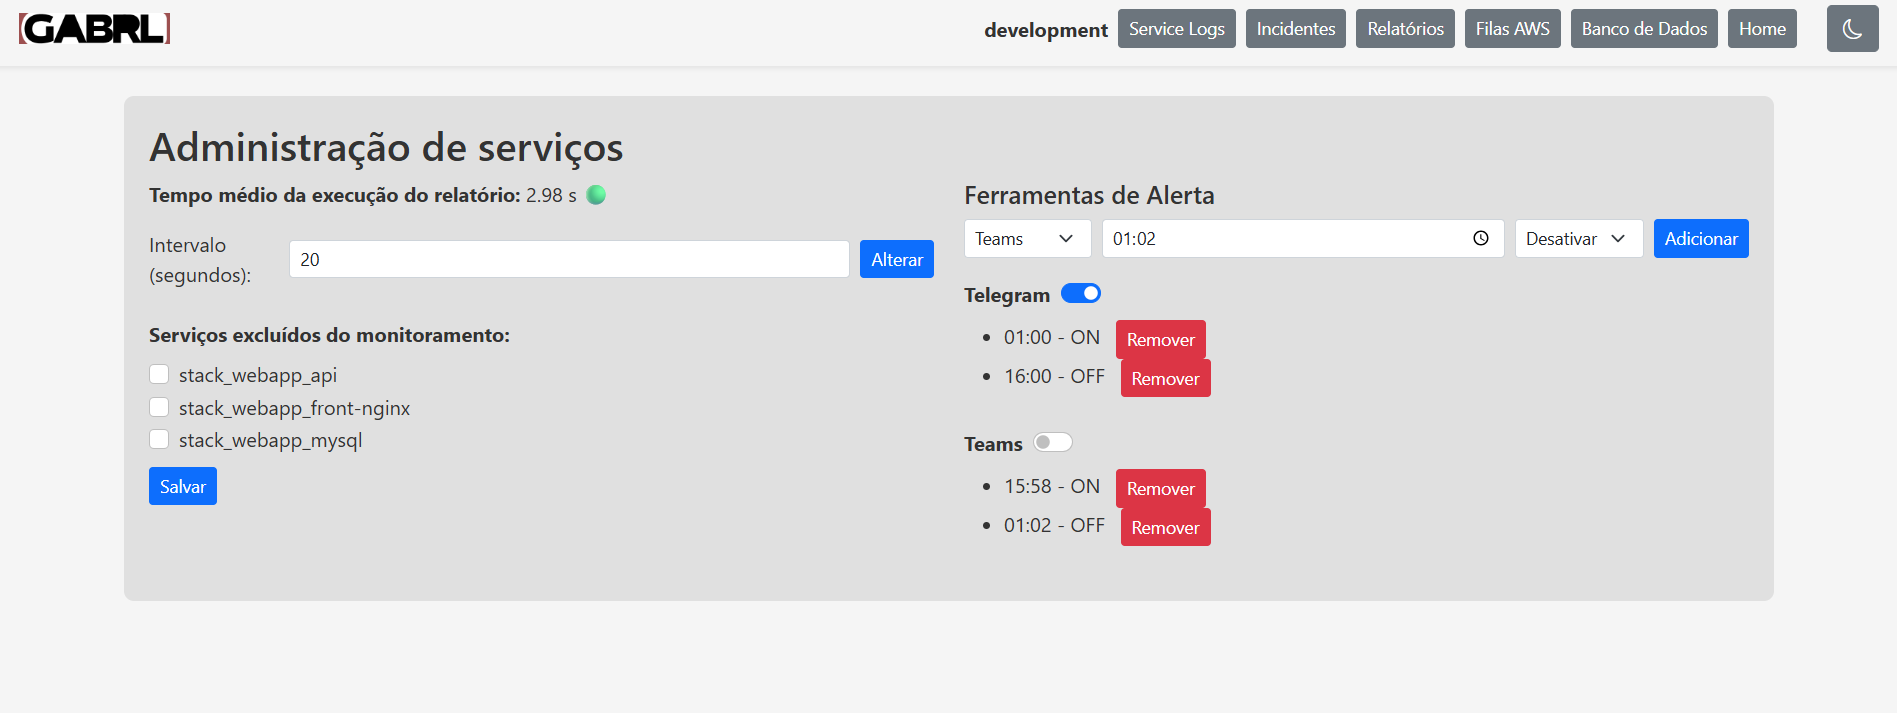 GABRL
development Service Logs Incidentes Relatórios Filas AWS Banco de Dados Home
Administração de serviços
Tempo médio da execução do relatório: 2.98 s
Intervalo
(segundos):
20
Alterar
Serviços excluídos do monitoramento:
stack_webapp_api
stack_webapp_front-nginx
stack_webapp_mysql
Salvar
Ferramentas de Alerta
Teams 01:02 Desativar Adicionar
Telegram
01:00 - ON Remover
16:00 - OFF Remover
Teams
15:58 - ON Remover
01:02 - OFF Remover